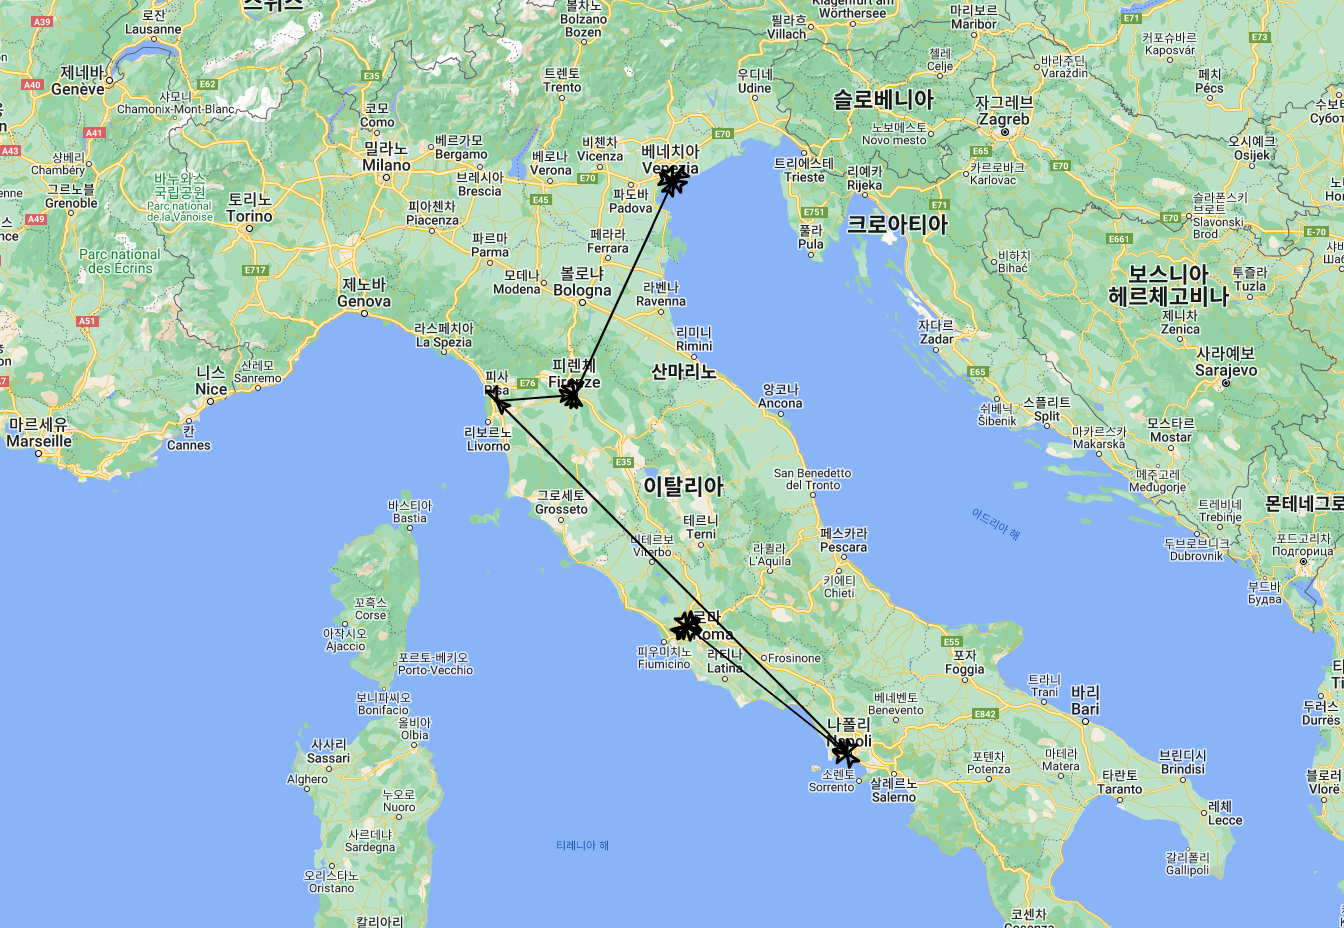 스위스
로잔
Lausanne
제네바
Genève
샤모니
Chamonix-Mont-Blanc
샹베리
Chambéry
그르노블
Grenoble
바누와스
국립공원
Parc national
de la Vanoise
Parc national
des Écrins
코모
Como
밀라노
Milano
베르가모
Bergamo
브레시아
Brescia
토리노
Torino
피아첸차
Piacenza
파르마
Parma
제노바
Genova
볼차노
Bolzano
Bozen
트렌토
Trento
베로나
Verona
비첸차
Vicenza
파도바
Padova
베네치아
Venezia
우디네
Udine
필라흐
Villach
Klagenfurt am
Wörthersee
마리보르
Maribor
첼레
Celje
바라주딘
Varaždin
커포슈바르
Kaposvár
페치
Pécs
슬로베니아
노보메스토
Novo mesto
자그레브
Zagreb
카르로바크
Karlovac
오시예크
Osijek
트리에스테
Trieste
리예카
Rijeka
풀라
Pula
크로아티아
슬라본스키
브로트
Slavonski
Brod
비하치
Bihać
보스니아
헤르체고비나
투즐라
Tuzla
제니차
Zenica
사라예보
Sarajevo
페라라
Ferrara
모데나
Modena
볼로냐
Bologna
라벤나
Ravenna
리미니
Rimini
산마리노
라스페치아
La Spezia
피사
Pisa
피렌체
Firenze
리보르노
Livorno
니스
Nice
산레모
Sanremo
칸
Cannes
마르세유
Marseille
앙코나
Ancona
자다르
Zadar
쉬베닉
Šibenik
스플리트
Split
마카르스카
Makarska
모스타르
Mostar
메주고레
Međugorje
트레비네
Trebinje
두브로브니크
Dubrovnik
몬테네그로
포드고리차
Подгорица
부드바
Будва
이탈리아
San Benedetto
del Tronto
아드리아 해
그로세토
Grosseto
비테르보
Viterbo
테르니
Terni
라퀼라
L'Aquila
페스카라
Pescara
키에티
Chieti
바스티아
Bastia
꼬흑스
Corse
아작시오
Ajaccio
포르토-베키오
Porto-Vecchio
보니파씨오
Bonifacio
올비아
Olbia
사사리
Sassari
Alghero
누오로
Nuoro
사르데냐
Sardegna
오리스타노
Oristano
칼리아리
로마
Roma
피우미치노
Fiumicino
라티나
Latina
Frosinone
나폴리
Napoli
소렌토
Sorrento
살레르노
Salerno
베네벤토
Benevento
포자
Foggia
트라니
Trani
바리
Bari
포텐차
Potenza
마테라
Matera
타란토
Taranto
브린디시
Brindisi
레체
Lecce
갈리폴리
Gallipoli
코센차
Cosenza
두러스
Durrës
블로러
Vlorë
티레니아 해
A39
A40
A41
A43
A49
A51
E62
E35
E717
E45
E70
E70
E751
E71
E65
E70
E71
E73
E661
E70
E-70
E65
E76
E35
E55
E842